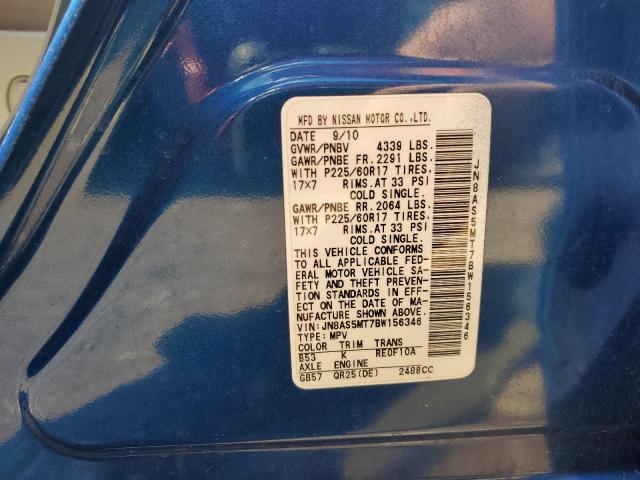 MFD BY NISSAN MOTOR CO.,LTD.
DATE 9/10
GVWR/PNBV 4339 LBS.
GAWR/PNBE FR. 2291 LBS.
WITH P225/60R17 TIRES.
17X7 RIMS.AT 33 PSI
COLD SINGLE.
GAWR/PNBE RR. 2064 LBS.
WITH P225/60R17 TIRES.
17X7 RIMS.AT 33 PSI
COLD SINGLE.
THIS VEHICLE CONFORMS
TO ALL APPLICABLE FED-
ERAL MOTOR VEHICLE SA-
FETY AND THEFT PREVENTION
STANDARDS IN EFF-
ECT ON THE DATE OF MA-
NUFACTURE SHOWN ABOVE.
VIN:JN8AS5MT7BW156346
TYPE:MPV
COLOR TRIM TRANS
B53 K RE0F10A
AXLE ENGINE
GB57 QR25(DE) 2488CC
JN8AS5MT7BW156346